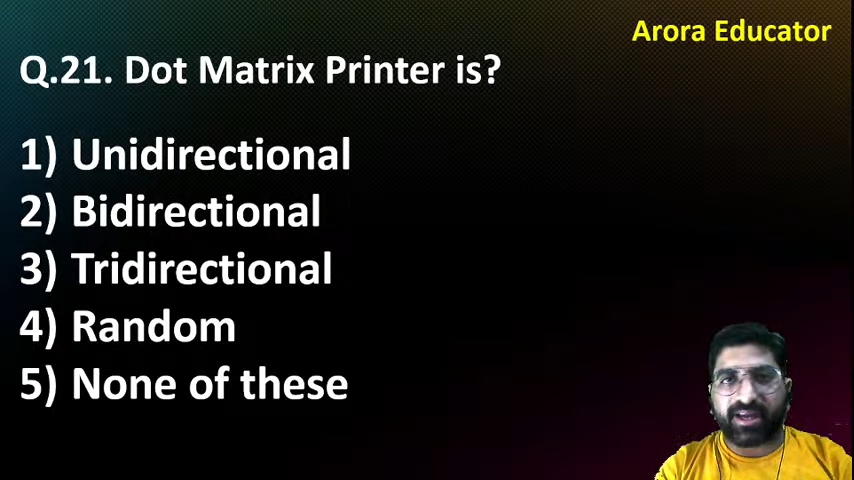 Arora Educator
Q.21. Dot Matrix Printer is?
1) Unidirectional
2) Bidirectional
3) Tridirectional
4) Random
5) None of these